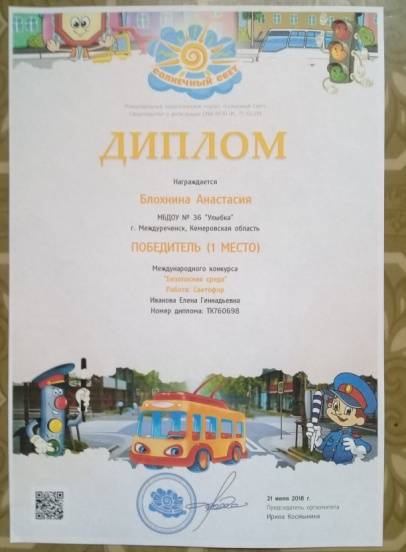 СОЛНЕЧНЫЙ СВЕТ
Международный педагогический портал «Солнечный Свет»
ДИПЛОМ
Награждается
Блохнина Анастасия
МБДОУ № 36 "Улыбка"
г. Междуреченск, Кемеровская область
ПОБЕДИТЕЛЬ (1 МЕСТО)
Международного конкурса
"Безопасная среда"
Работа: Светофор
Иванова Елена Геннадьевна
Номер диплома: ТК760698
21 июля 2018 г.
Председатель оргкомитета
Ирина Космынина